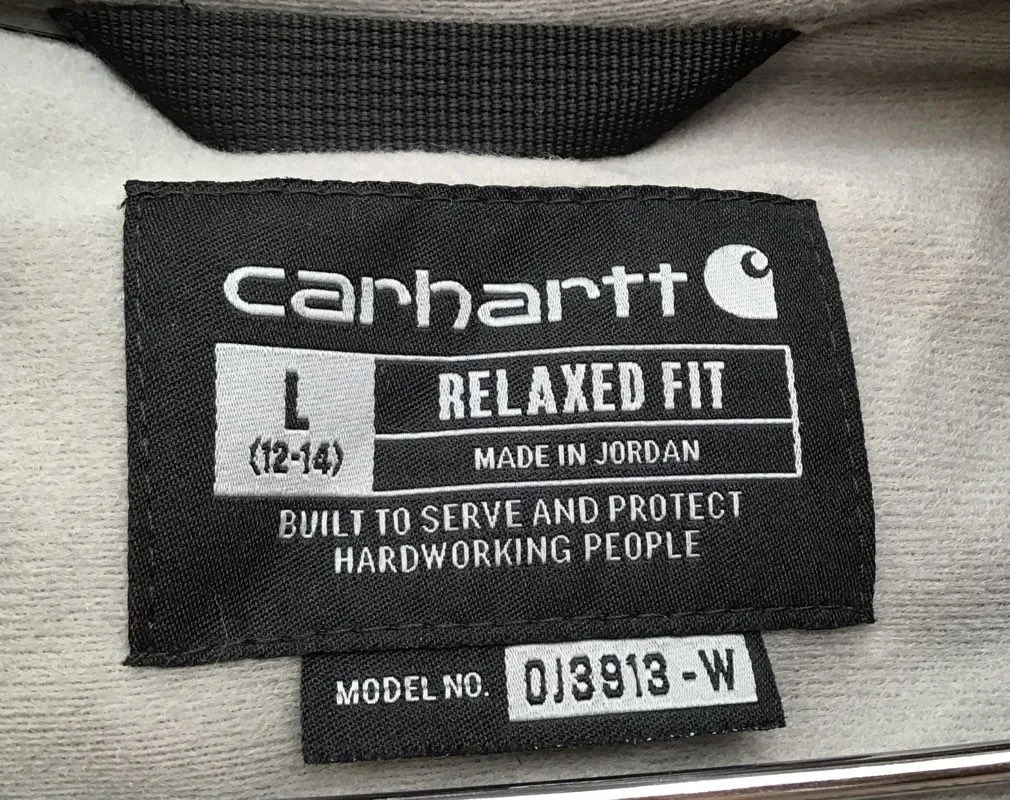 carhartt
L
(12-14)
RELAXED FIT
MADE IN JORDAN
BUILT TO SERVE AND PROTECT
HARDWORKING PEOPLE
MODEL NO. OJ3913-W